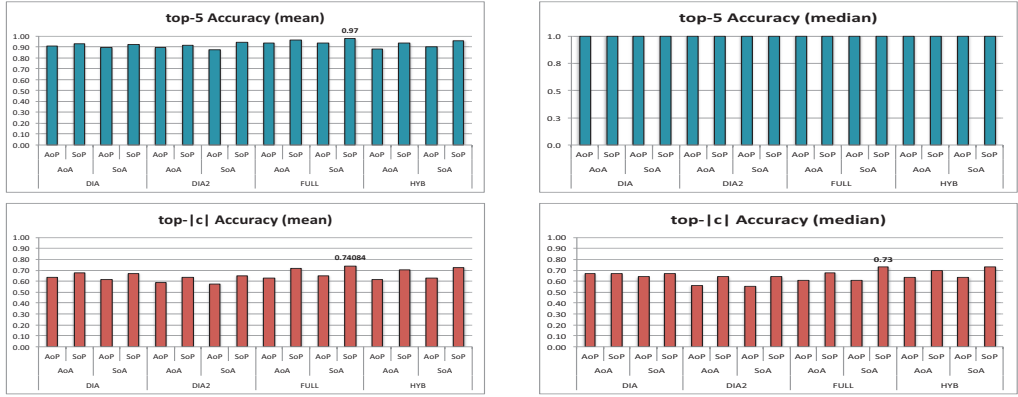 top-5 Accuracy (mean)
0.97
1.00
0.90
0.80
0.70
0.60
0.50
0.40
0.30
0.20
0.10
0.00
AoP SoP AoP SoP AoP SoP AoP SoP AoP SoP AoP SoP AoP SoP AoP SoP
AoA SoA AoA SoA AoA SoA AoA SoA
DIA DIA2 FULL HYB
top-5 Accuracy (median)
1.0
0.8
0.5
0.3
0.0
AoP SoP AoP SoP AoP SoP AoP SoP AoP SoP AoP SoP AoP SoP AoP SoP
AoA SoA AoA SoA AoA SoA AoA SoA
DIA DIA2 FULL HYB
top-|c| Accuracy (mean)
0.74084
1.00
0.90
0.80
0.70
0.60
0.50
0.40
0.30
0.20
0.10
0.00
AoP SoP AoP SoP AoP SoP AoP SoP AoP SoP AoP SoP AoP SoP AoP SoP
AoA SoA AoA SoA AoA SoA AoA SoA
DIA DIA2 FULL HYB
top-|c| Accuracy (median)
0.73
1.00
0.90
0.80
0.70
0.60
0.50
0.40
0.30
0.20
0.10
0.00
AoP SoP AoP SoP AoP SoP AoP SoP AoP SoP AoP SoP AoP SoP AoP SoP
AoA SoA AoA SoA AoA SoA AoA SoA
DIA DIA2 FULL HYB